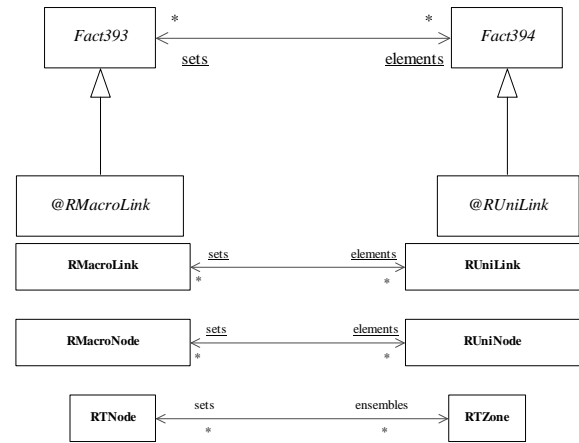 * *
Fact393 Fact394
sets elements
@RMacroLink @RUniLink
RMacroLink sets elements RUniLink
* *
RMacroNode sets elements RUniNode
* *
RTNode sets ensembles RTZone
* *